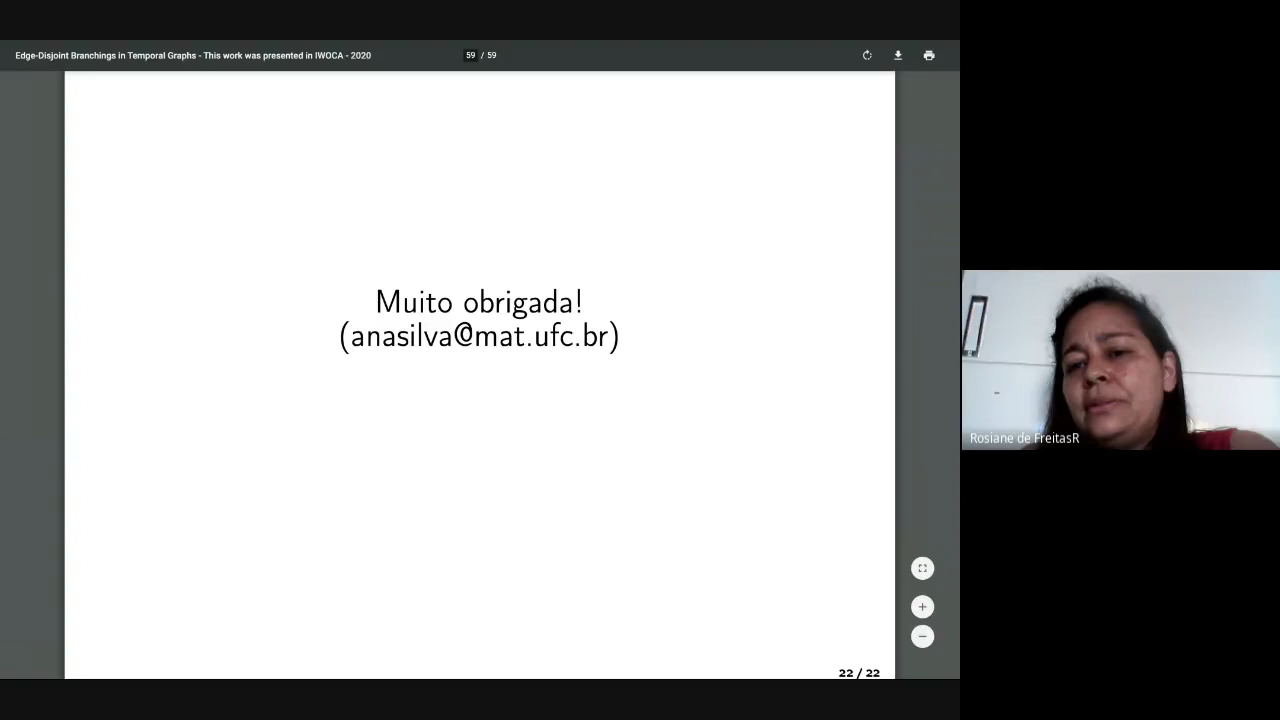 Edge-Disjoint Branchings in Temporal Graphs - This work was presented in IWOCA - 2020
59 / 59
Muito obrigada!
(anasilva@mat.ufc.br)
Rosiane de FreitasR
22 / 22